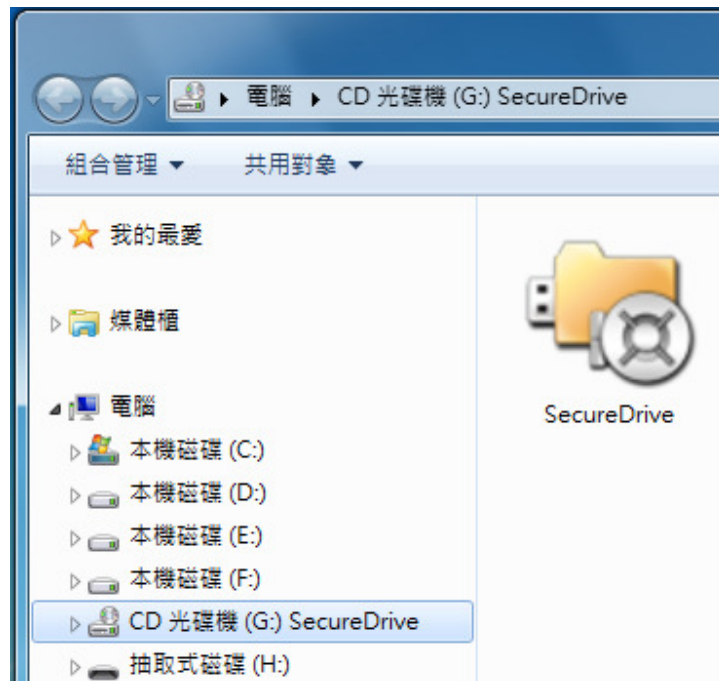 電腦 CD 光碟機 (G:) SecureDrive
組合管理 共用對象
我的最愛
媒體櫃
電腦
本機磁碟 (C:)
本機磁碟 (D:)
本機磁碟 (E:)
本機磁碟 (F:)
CD 光碟機 (G:) SecureDrive
抽取式磁碟 (H:)
SecureDrive